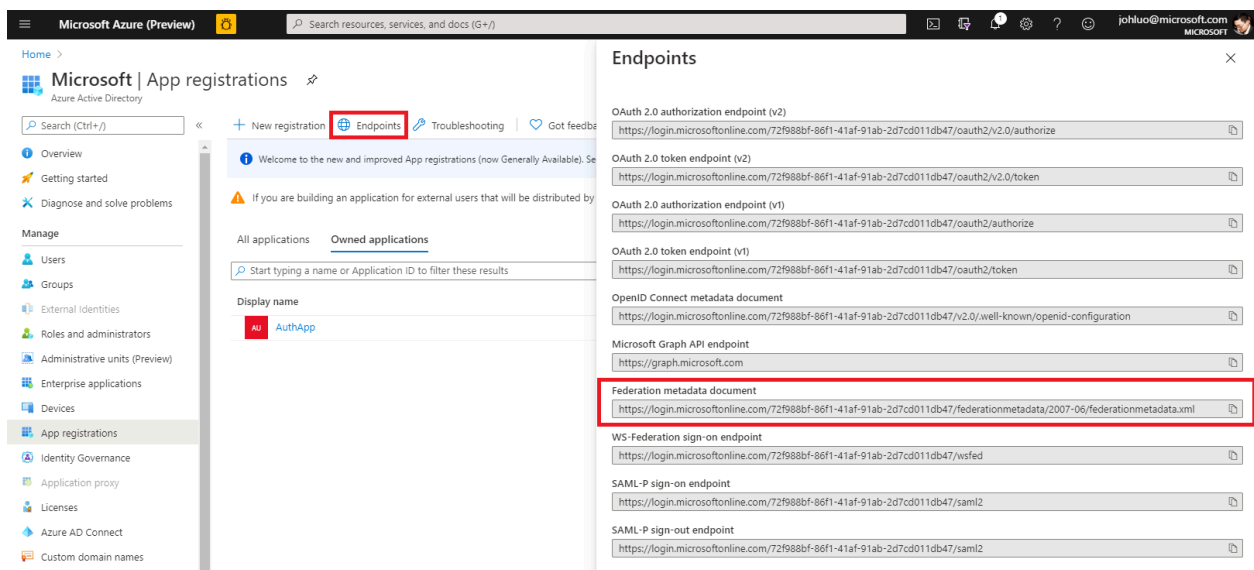 Microsoft Azure (Preview)
Search resources, services, and docs (G+/)
1
johluo@microsoft.com
MICROSOFT
Home >
Microsoft | App registrations
Azure Active Directory
Search (Ctrl+/)
«
Overview
Getting started
Diagnose and solve problems
Manage
Users
Groups
External Identities
Roles and administrators
Administrative units (Preview)
Enterprise applications
Devices
App registrations
Identity Governance
Application proxy
Licenses
Azure AD Connect
Custom domain names
New registration
Endpoints
Troubleshooting
Got feedba
Welcome to the new and improved App registrations (now Generally Available). Se
If you are building an application for external users that will be distributed by
All applications
Owned applications
Start typing a name or Application ID to filter these results
Display name
AU
AuthApp
Endpoints
OAuth 2.0 authorization endpoint (v2)
https://login.microsoftonline.com/72f988bf-86f1-41af-91ab-2d7cd011db47/oauth2/v2.0/authorize
OAuth 2.0 token endpoint (v2)
https://login.microsoftonline.com/72f988bf-86f1-41af-91ab-2d7cd011db47/oauth2/v2.0/token
OAuth 2.0 authorization endpoint (v1)
https://login.microsoftonline.com/72f988bf-86f1-41af-91ab-2d7cd011db47/oauth2/authorize
OAuth 2.0 token endpoint (v1)
https://login.microsoftonline.com/72f988bf-86f1-41af-91ab-2d7cd011db47/oauth2/token
OpenID Connect metadata document
https://login.microsoftonline.com/72f988bf-86f1-41af-91ab-2d7cd011db47/v2.0/.well-known/openid-configuration
Microsoft Graph API endpoint
https://graph.microsoft.com
Federation metadata document
https://login.microsoftonline.com/72f988bf-86f1-41af-91ab-2d7cd011db47/federationmetadata/2007-06/federationmetadata.xml
WS-Federation sign-on endpoint
https://login.microsoftonline.com/72f988bf-86f1-41af-91ab-2d7cd011db47/wsfed
SAML-P sign-on endpoint
https://login.microsoftonline.com/72f988bf-86f1-41af-91ab-2d7cd011db47/saml2
SAML-P sign-out endpoint
https://login.microsoftonline.com/72f988bf-86f1-41af-91ab-2d7cd011db47/saml2